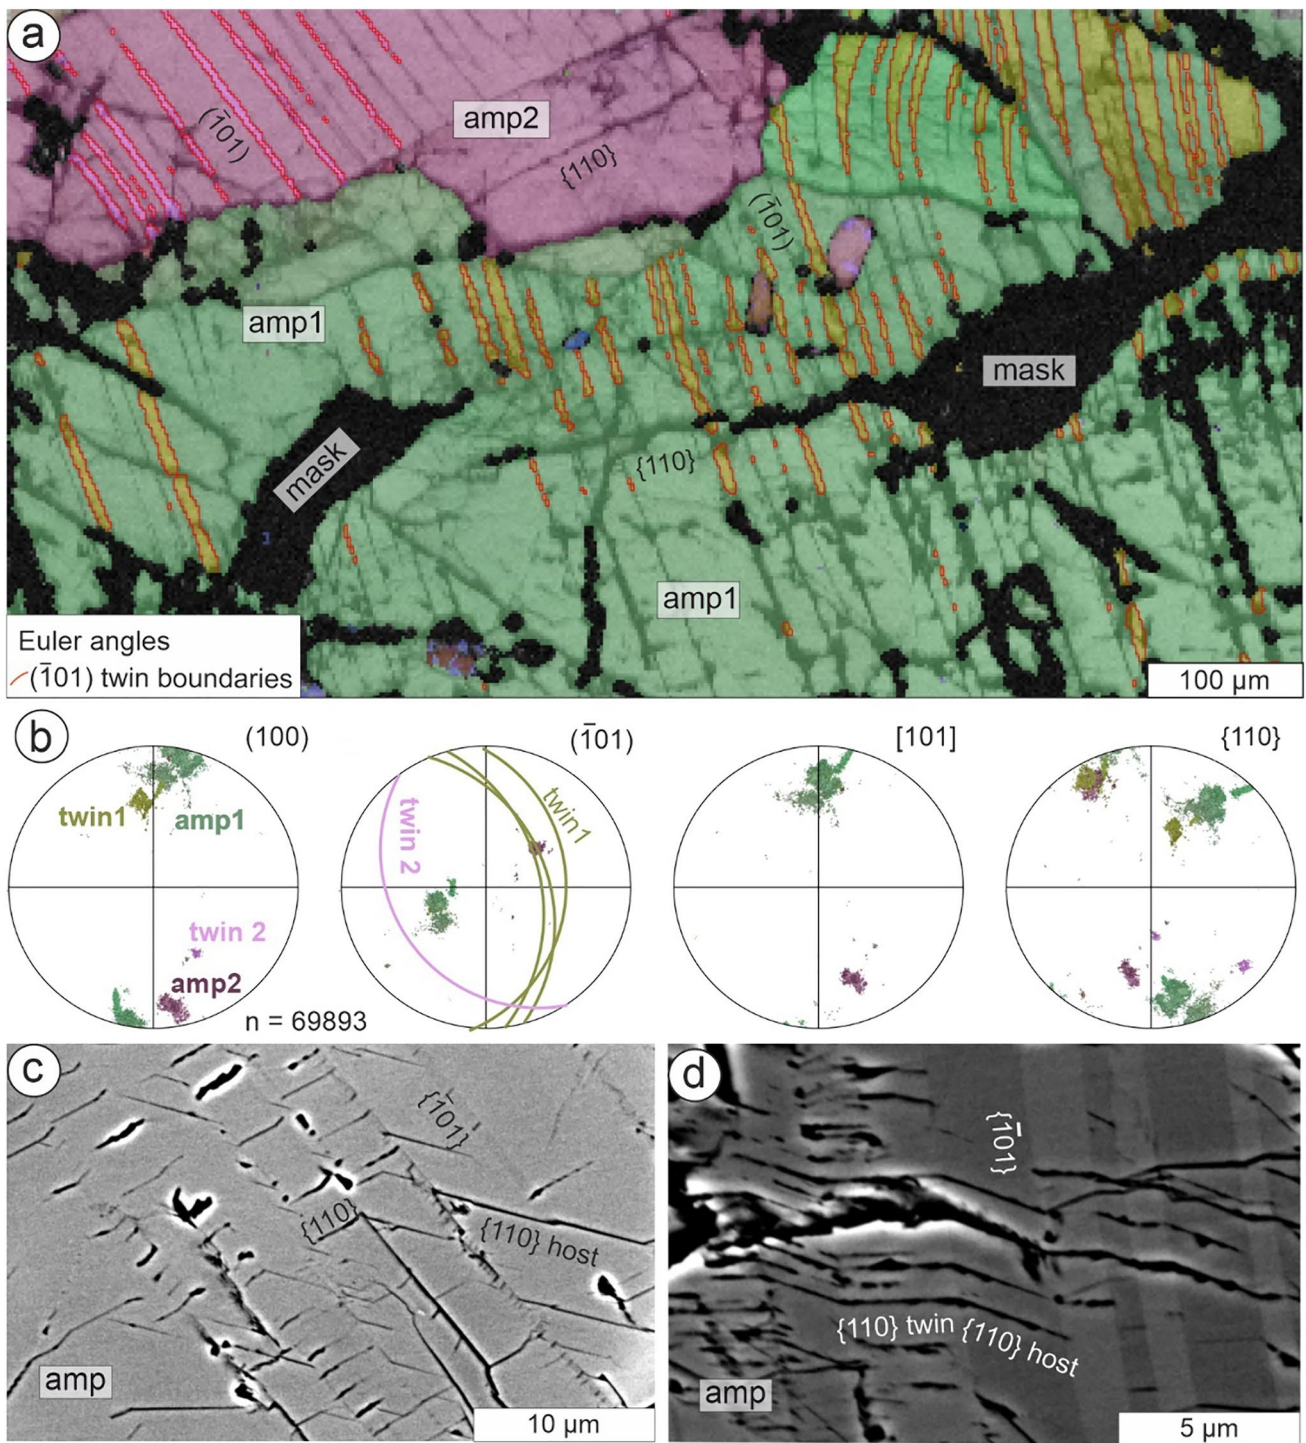 a
amp2
(1̅01)
{110}
(1̅01)
amp1
mask
mask
{110}
amp1
Euler angles
(1̅01) twin boundaries
100 µm
b
(100)
(1̅01)
[101]
{110}
twin1
amp1
twin 2
twin1
twin 2
amp2
n = 69893
c
{1̅01}
{110}
{110} host
amp
10 µm
d
{1̅01}
{110} twin {110} host
amp
5 µm